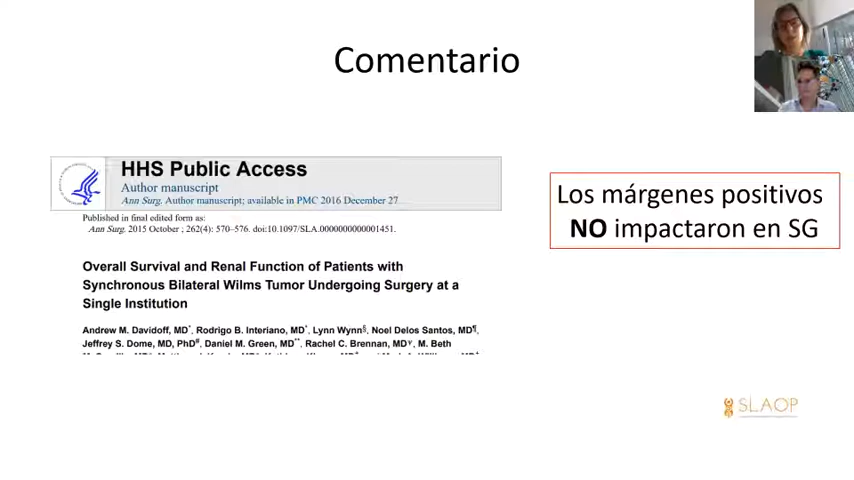 Comentario
HHS Public Access
Author manuscript
Ann Surg. Author manuscript; available in PMC 2016 December 27
Published in final edited form as:
Ann Surg. 2015 October ; 262(4): 570–576. doi:10.1097/SLA.0000000000001451.
Overall Survival and Renal Function of Patients with
Synchronous Bilateral Wilms Tumor Undergoing Surgery at a
Single Institution
Andrew M. Davidoff, MD*, Rodrigo B. Interiano, MD*, Lynn Wynn§, Noel Delos Santos, MD¶,
Jeffrey S. Dome, MD, PhD#, Daniel M. Green, MD**, Rachel C. Brennan, MD, M. Beth
Los márgenes positivos
NO impactaron en SG
SLAOP